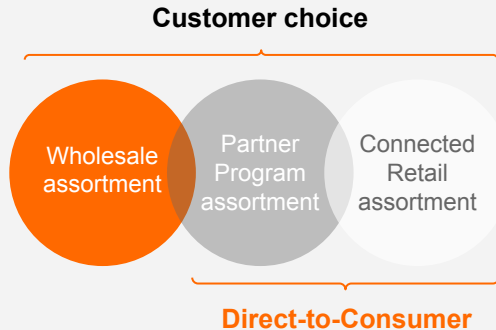 Customer choice
Wholesale
assortment
Partner
Program
assortment
Connected
Retail
assortment
Direct-to-Consumer